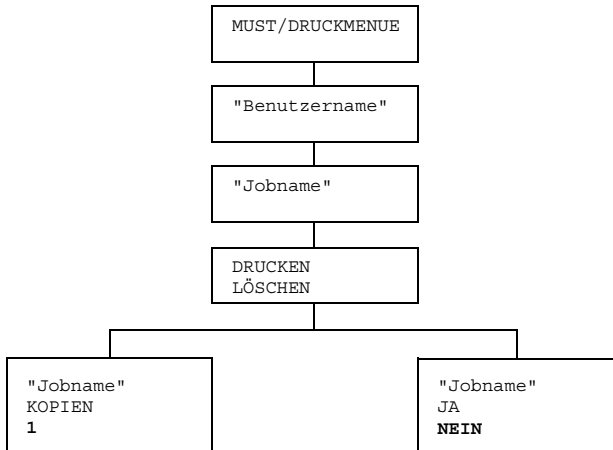 MUST/DRUCKMENUE
"Benutzername"
"Jobname"
DRUCKEN
LÖSCHEN
"Jobname"
KOPIEN
1
"Jobname"
JA
NEIN